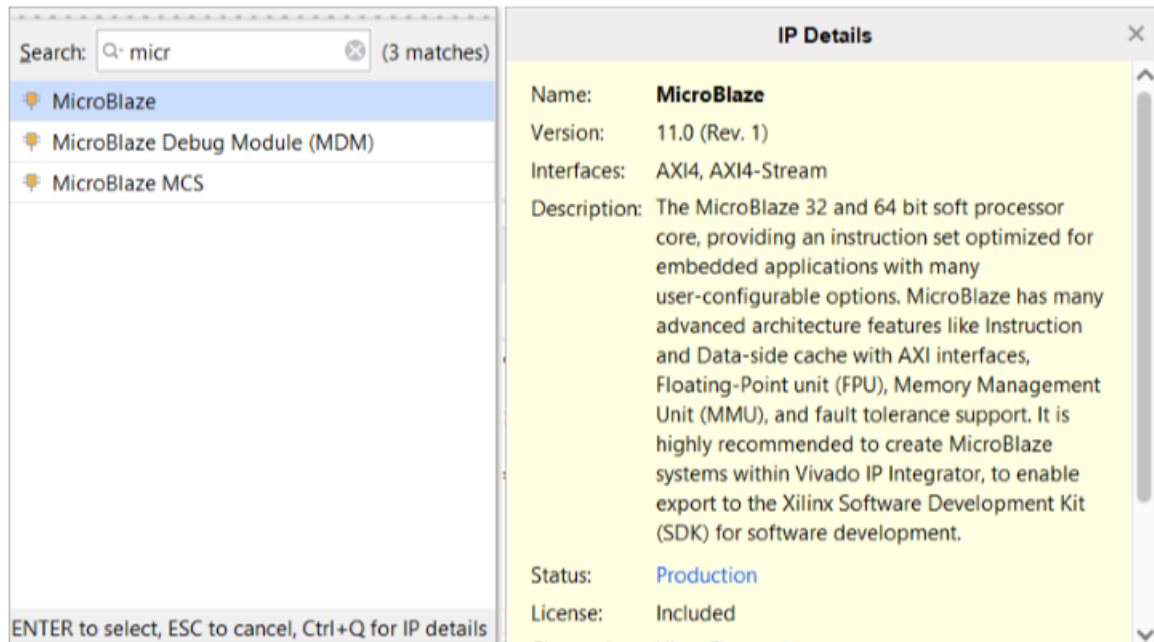 Search: micr (3 matches)
MicroBlaze
MicroBlaze Debug Module (MDM)
MicroBlaze MCS
ENTER to select, ESC to cancel, Ctrl+Q for IP details
IP Details
Name: MicroBlaze
Version: 11.0 (Rev. 1)
Interfaces: AXI4, AXI4-Stream
Description: The MicroBlaze 32 and 64 bit soft processor
core, providing an instruction set optimized for
embedded applications with many
user-configurable options. MicroBlaze has many
advanced architecture features like Instruction
and Data-side cache with AXI interfaces,
Floating-Point unit (FPU), Memory Management
Unit (MMU), and fault tolerance support. It is
highly recommended to create MicroBlaze
systems within Vivado IP Integrator, to enable
export to the Xilinx Software Development Kit
(SDK) for software development.
Status: Production
License: Included